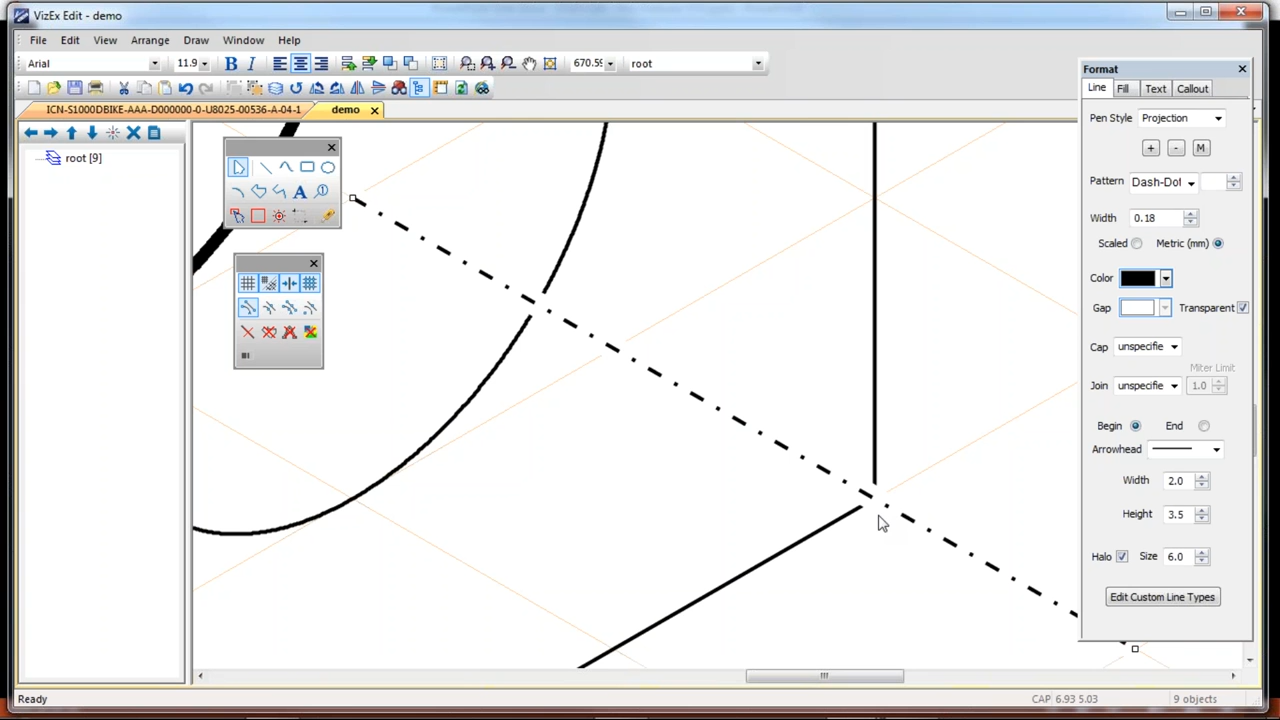 VizEx Edit - demo
File Edit View Arrange Draw Window Help
Arial 11.9 B I 670.59 root
ICN-S1000DBIKE-AAA-D000000-0-U8025-00536-A-04-1 demo
root [9]
A
Format
Line Fill Text Callout
Pen Style Projection
+ - M
Pattern Dash-Dot
Width 0.18
Scaled Metric (mm)
Color
Gap Transparent
Cap unspecifie
Miter Limit
Join unspecifie 1.0
Begin End
Arrowhead
Width 2.0
Height 3.5
Halo Size 6.0
Edit Custom Line Types
Ready CAP 6.93 5.03 9 objects